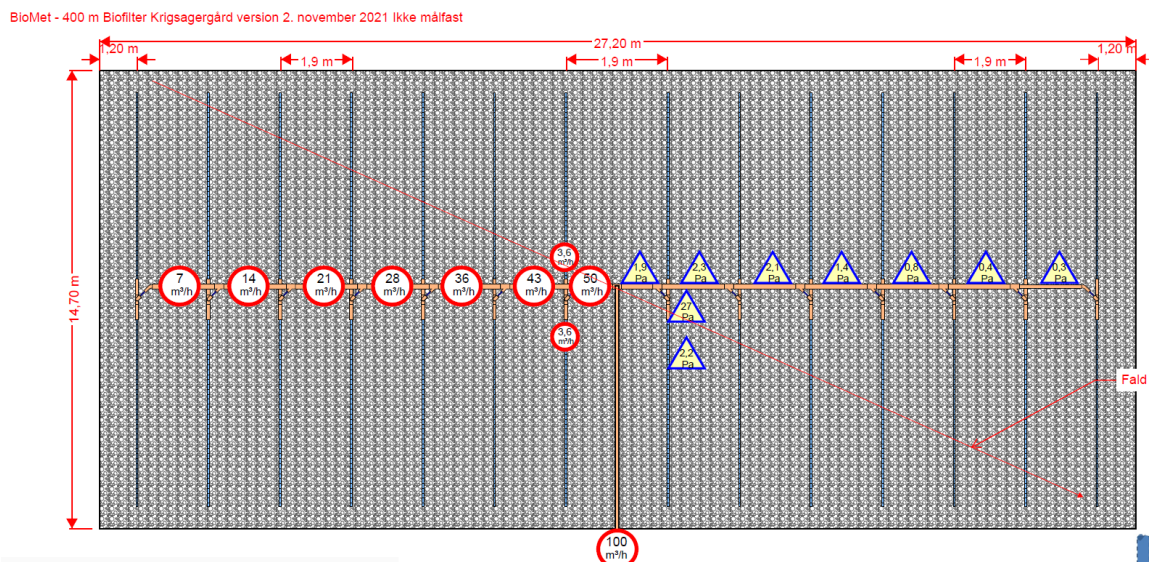 BioMet - 400 m Biofilter Krigsagergård version 2. november 2021 Ikke målfast
27,20 m
1,20 m
1,9 m
1,9 m
1,9 m
1,20 m
14,70 m
3,6
m³/h
7
m³/h
14
m³/h
21
m³/h
28
m³/h
36
m³/h
43
m³/h
50
m³/h
1,9
Pa
2,3
Pa
2,1
Pa
1,4
Pa
0,8
Pa
0,4
Pa
0,3
Pa
27
Pa
3,6
m³/h
2,2
Pa
Fald
100
m³/h